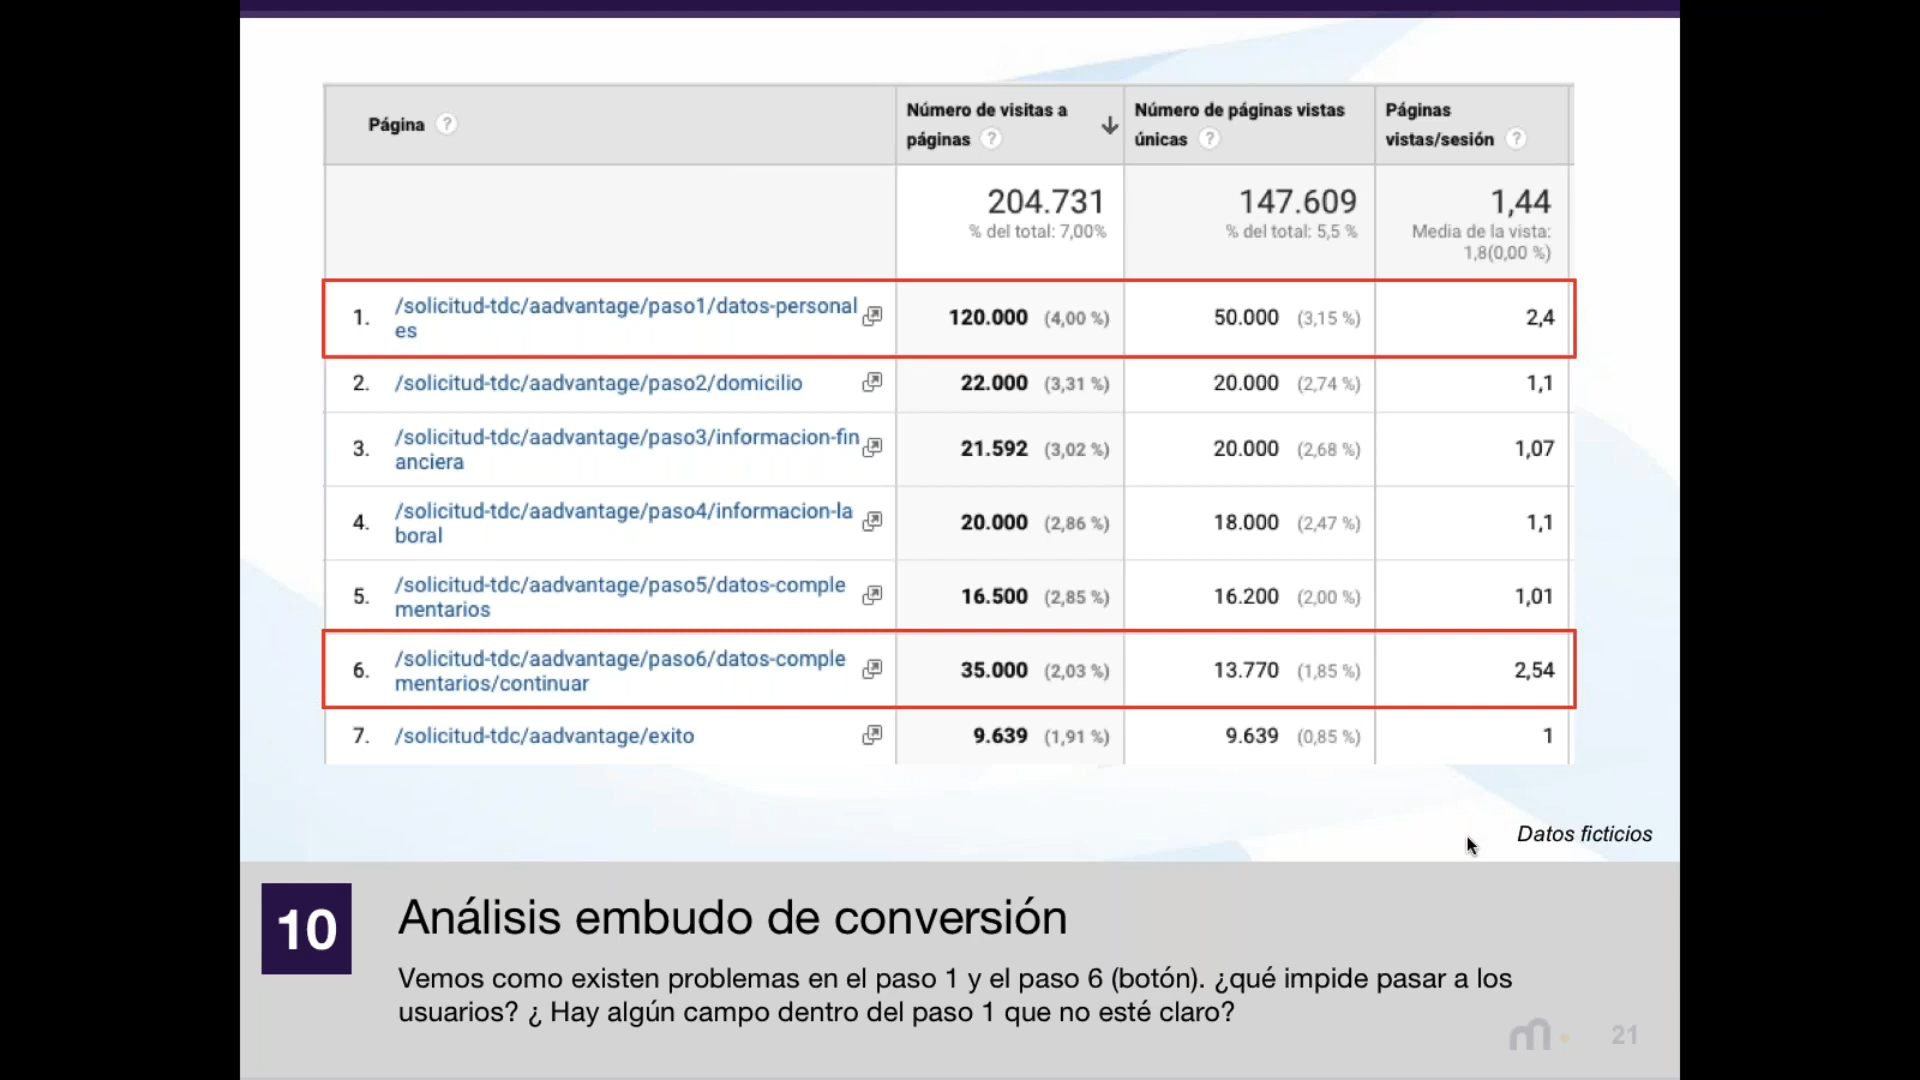 Página ?
Número de visitas a
páginas ?
Número de páginas vistas
únicas ?
Páginas
vistas/sesión ?
204.731
% del total: 7,00%
147.609
% del total: 5,5 %
1,44
Media de la vista:
1,8(0,00 %)
1. /solicitud-tdc/aadvantage/paso1/datos-personal
es
120.000 (4,00 %) 50.000 (3,15 %) 2,4
2. /solicitud-tdc/aadvantage/paso2/domicilio 22.000 (3,31 %) 20.000 (2,74 %) 1,1
3. /solicitud-tdc/aadvantage/paso3/informacion-fin
anciera
21.592 (3,02 %) 20.000 (2,68 %) 1,07
4. /solicitud-tdc/aadvantage/paso4/informacion-la
boral
20.000 (2,86 %) 18.000 (2,47 %) 1,1
5. /solicitud-tdc/aadvantage/paso5/datos-comple
mentarios
16.500 (2,85 %) 16.200 (2,00 %) 1,01
6. /solicitud-tdc/aadvantage/paso6/datos-comple
mentarios/continuar
35.000 (2,03 %) 13.770 (1,85 %) 2,54
7. /solicitud-tdc/aadvantage/exito 9.639 (1,91 %) 9.639 (0,85 %) 1
Datos ficticios
10
Análisis embudo de conversión
Vemos como existen problemas en el paso 1 y el paso 6 (botón). ¿qué impide pasar a los
usuarios? ¿ Hay algún campo dentro del paso 1 que no esté claro?
m
21